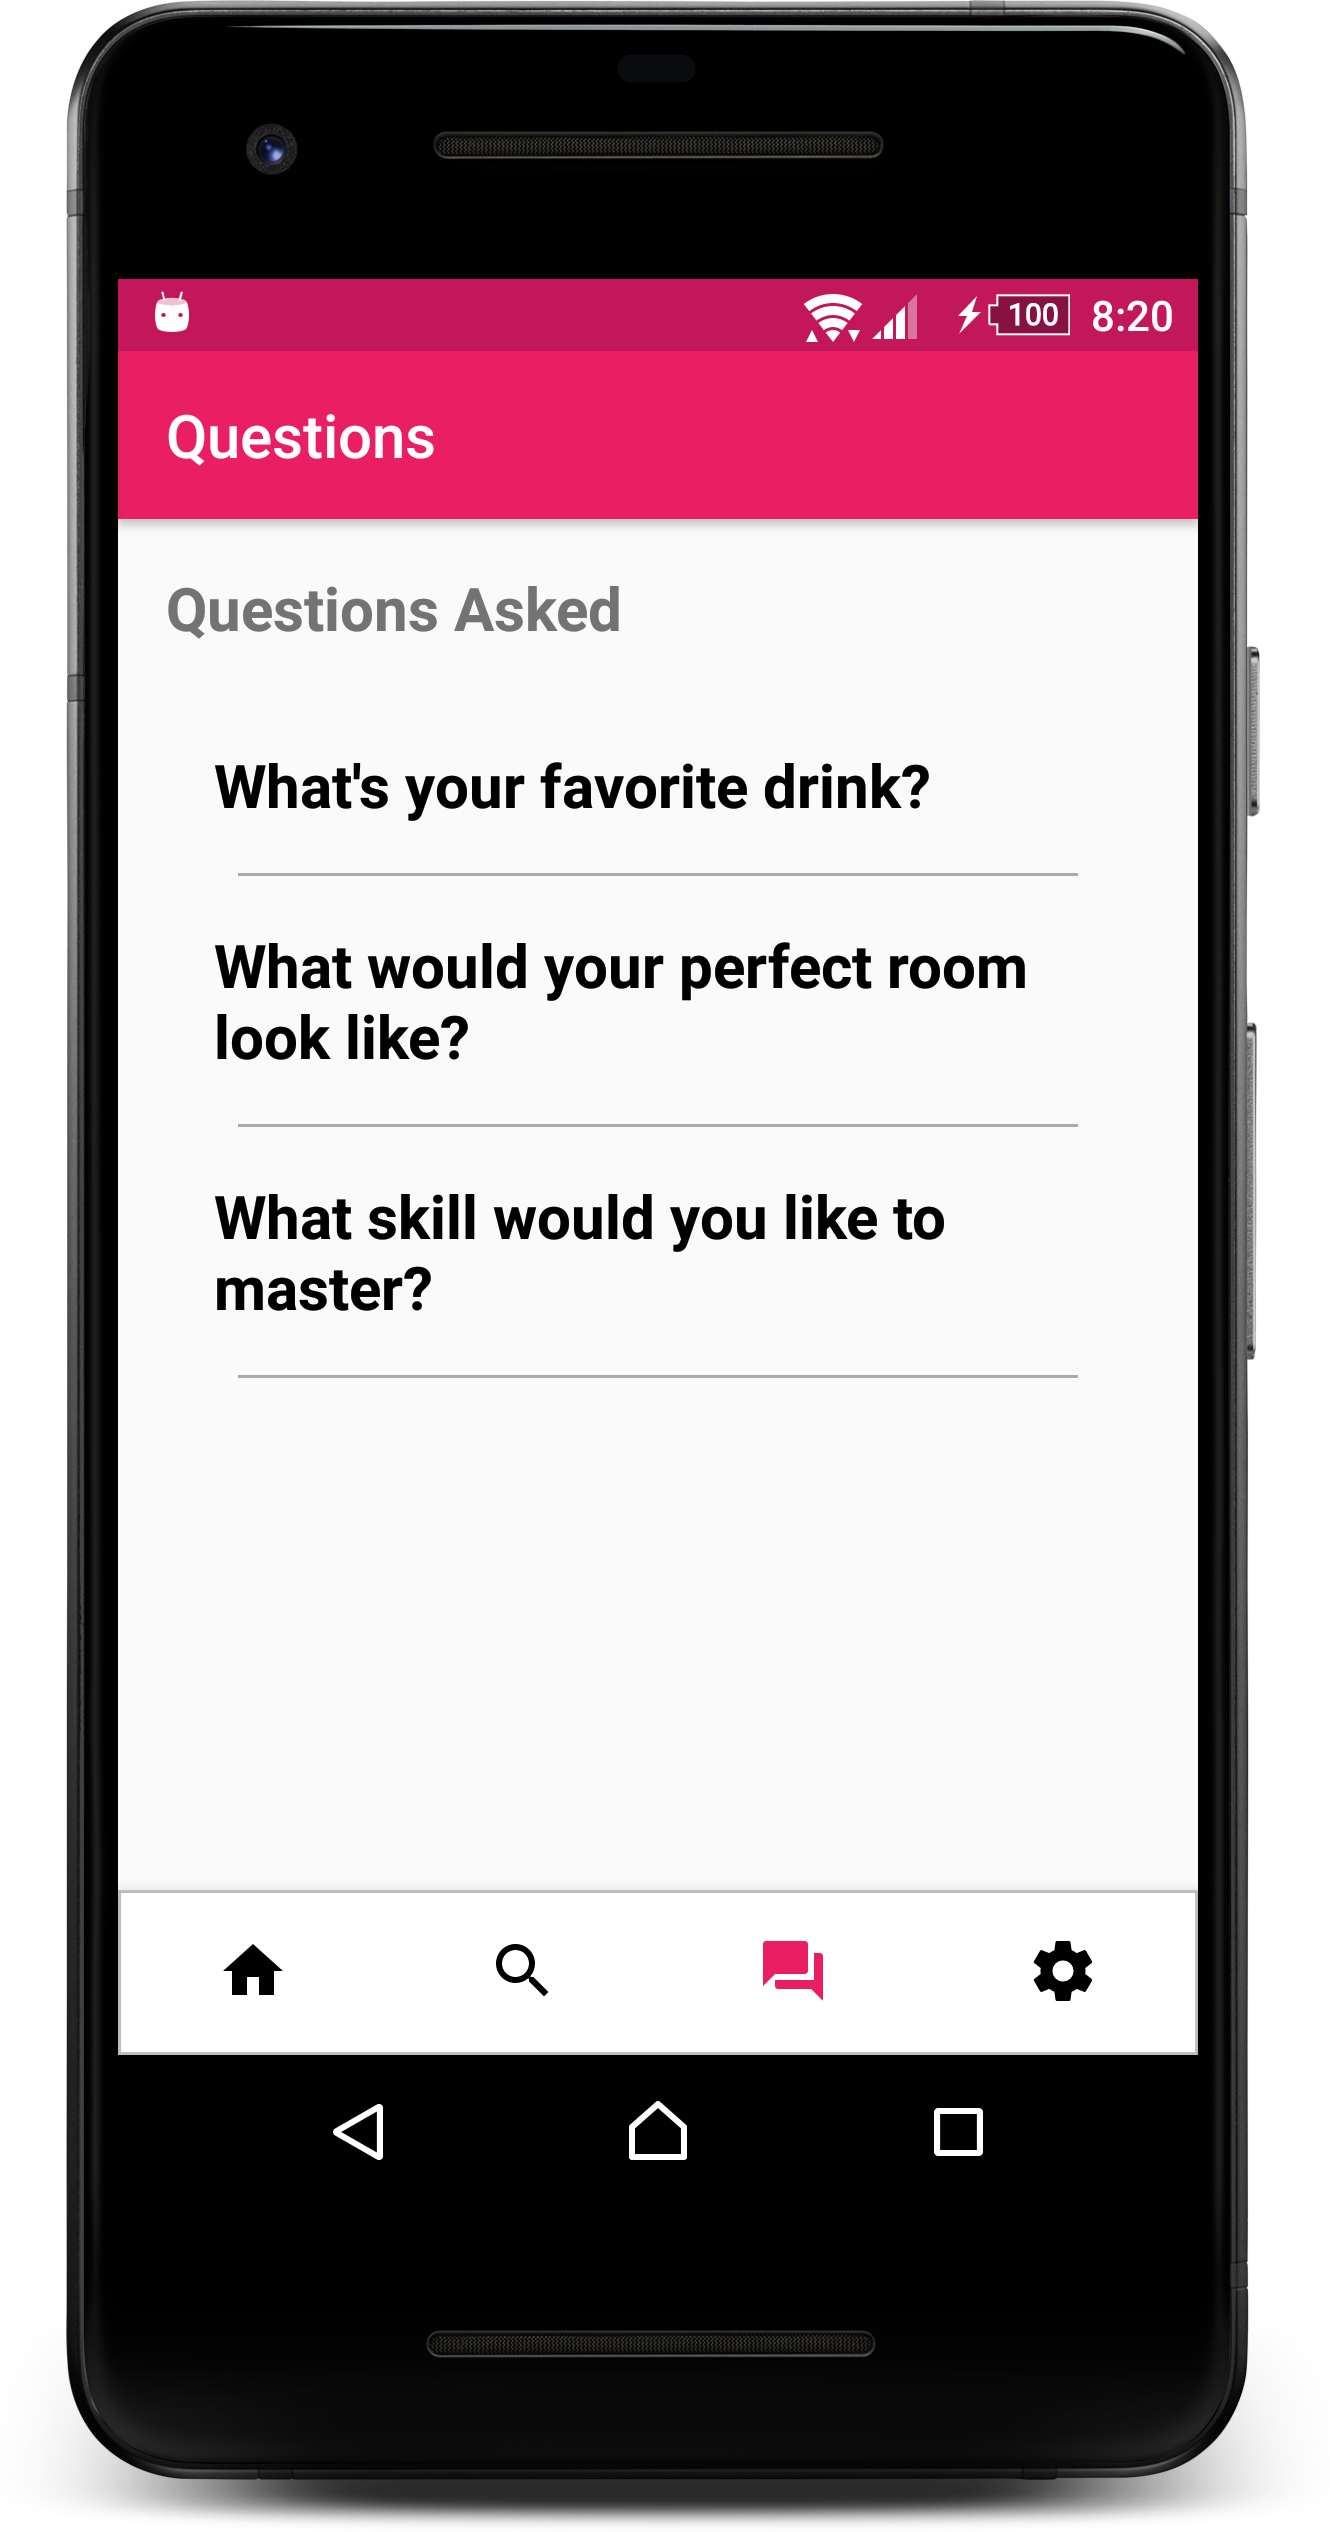 100 8:20
Questions
Questions Asked
What's your favorite drink?
What would your perfect room
look like?
What skill would you like to
master?